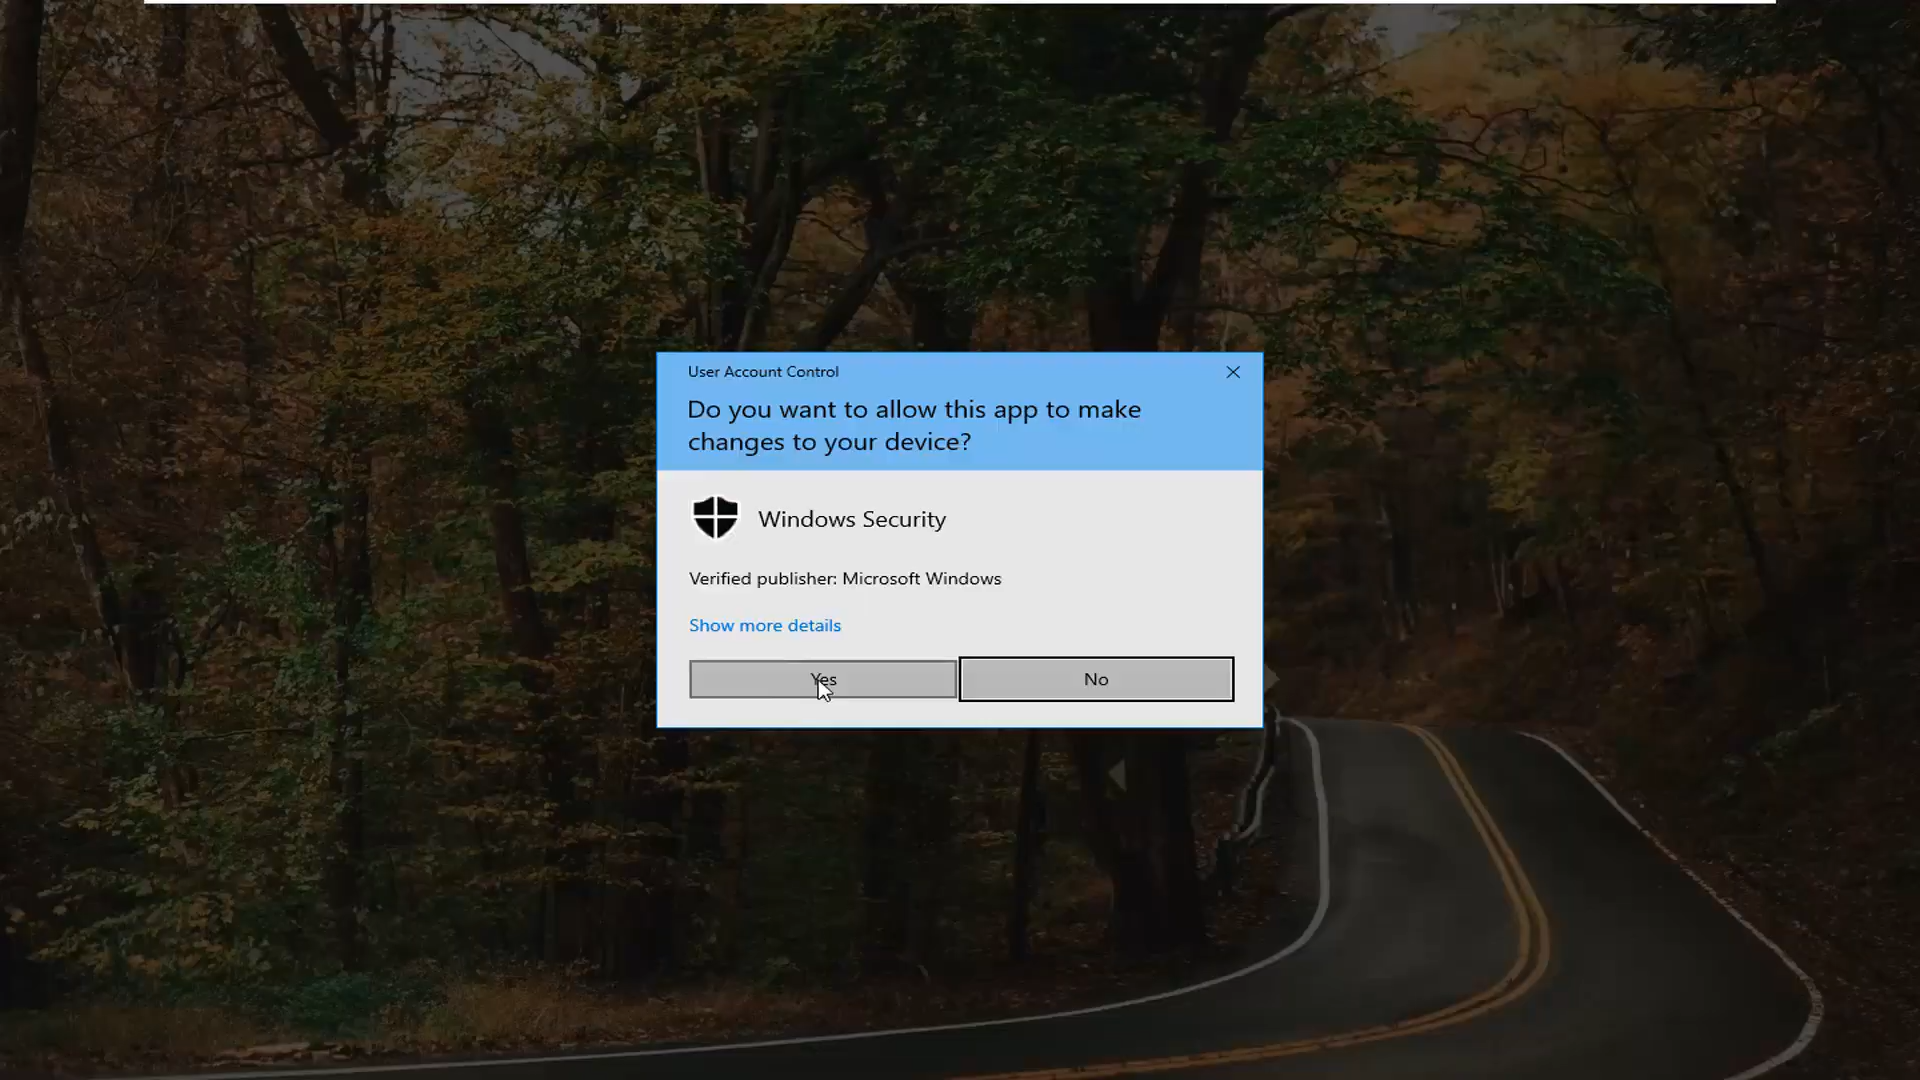 User Account Control
Do you want to allow this app to make
changes to your device?
Windows Security
Verified publisher: Microsoft Windows
Show more details
Yes
No